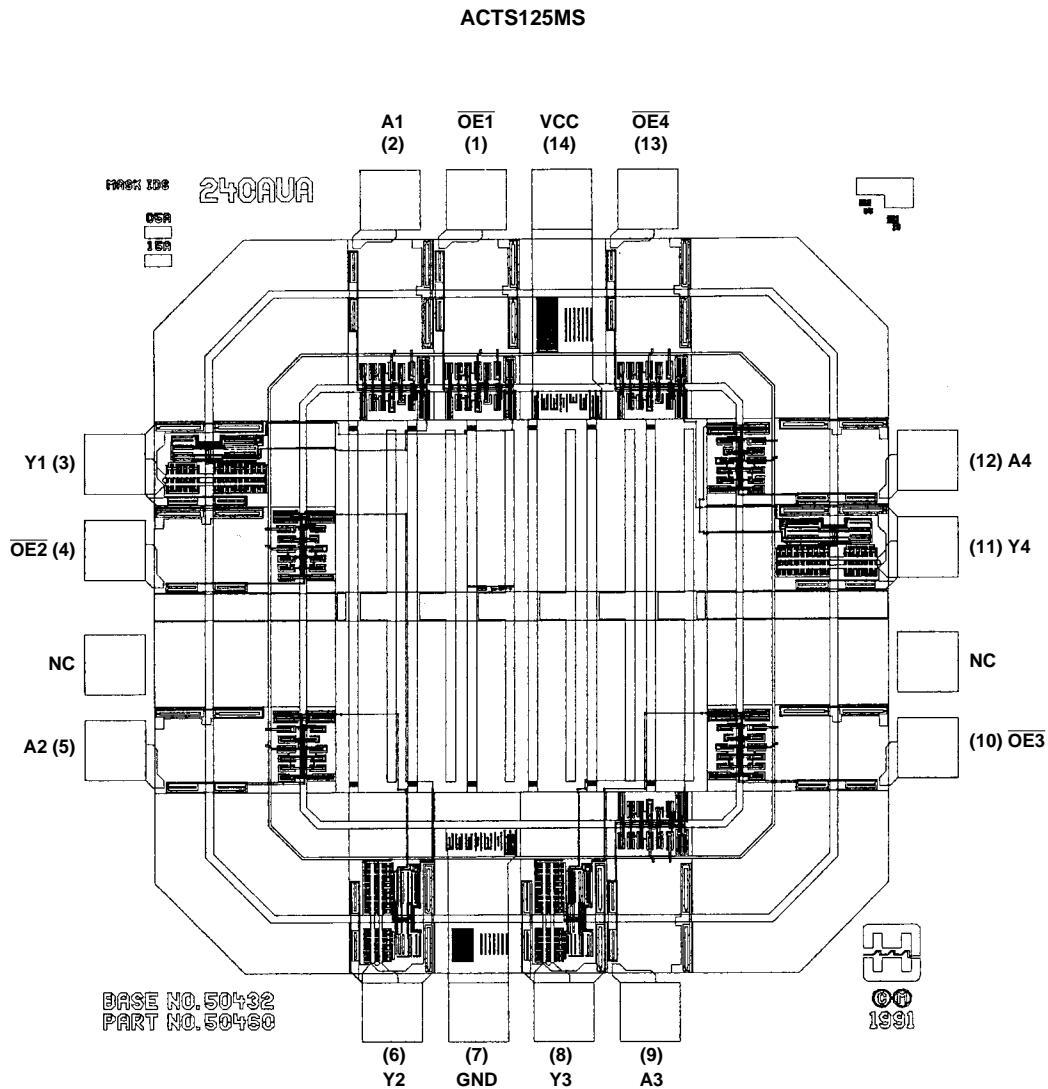 ACTS125MS
A1
(2)
OE1
(1)
VCC
(14)
OE4
(13)
MASK IDS
240AUA
05A
15A
Y1 (3)
OE2 (4)
NC
A2 (5)
(12) A4
(11) Y4
NC
(10) OE3
BASE NO.50432
PART NO.50460
1991
(6)
Y2
(7)
GND
(8)
Y3
(9)
A3